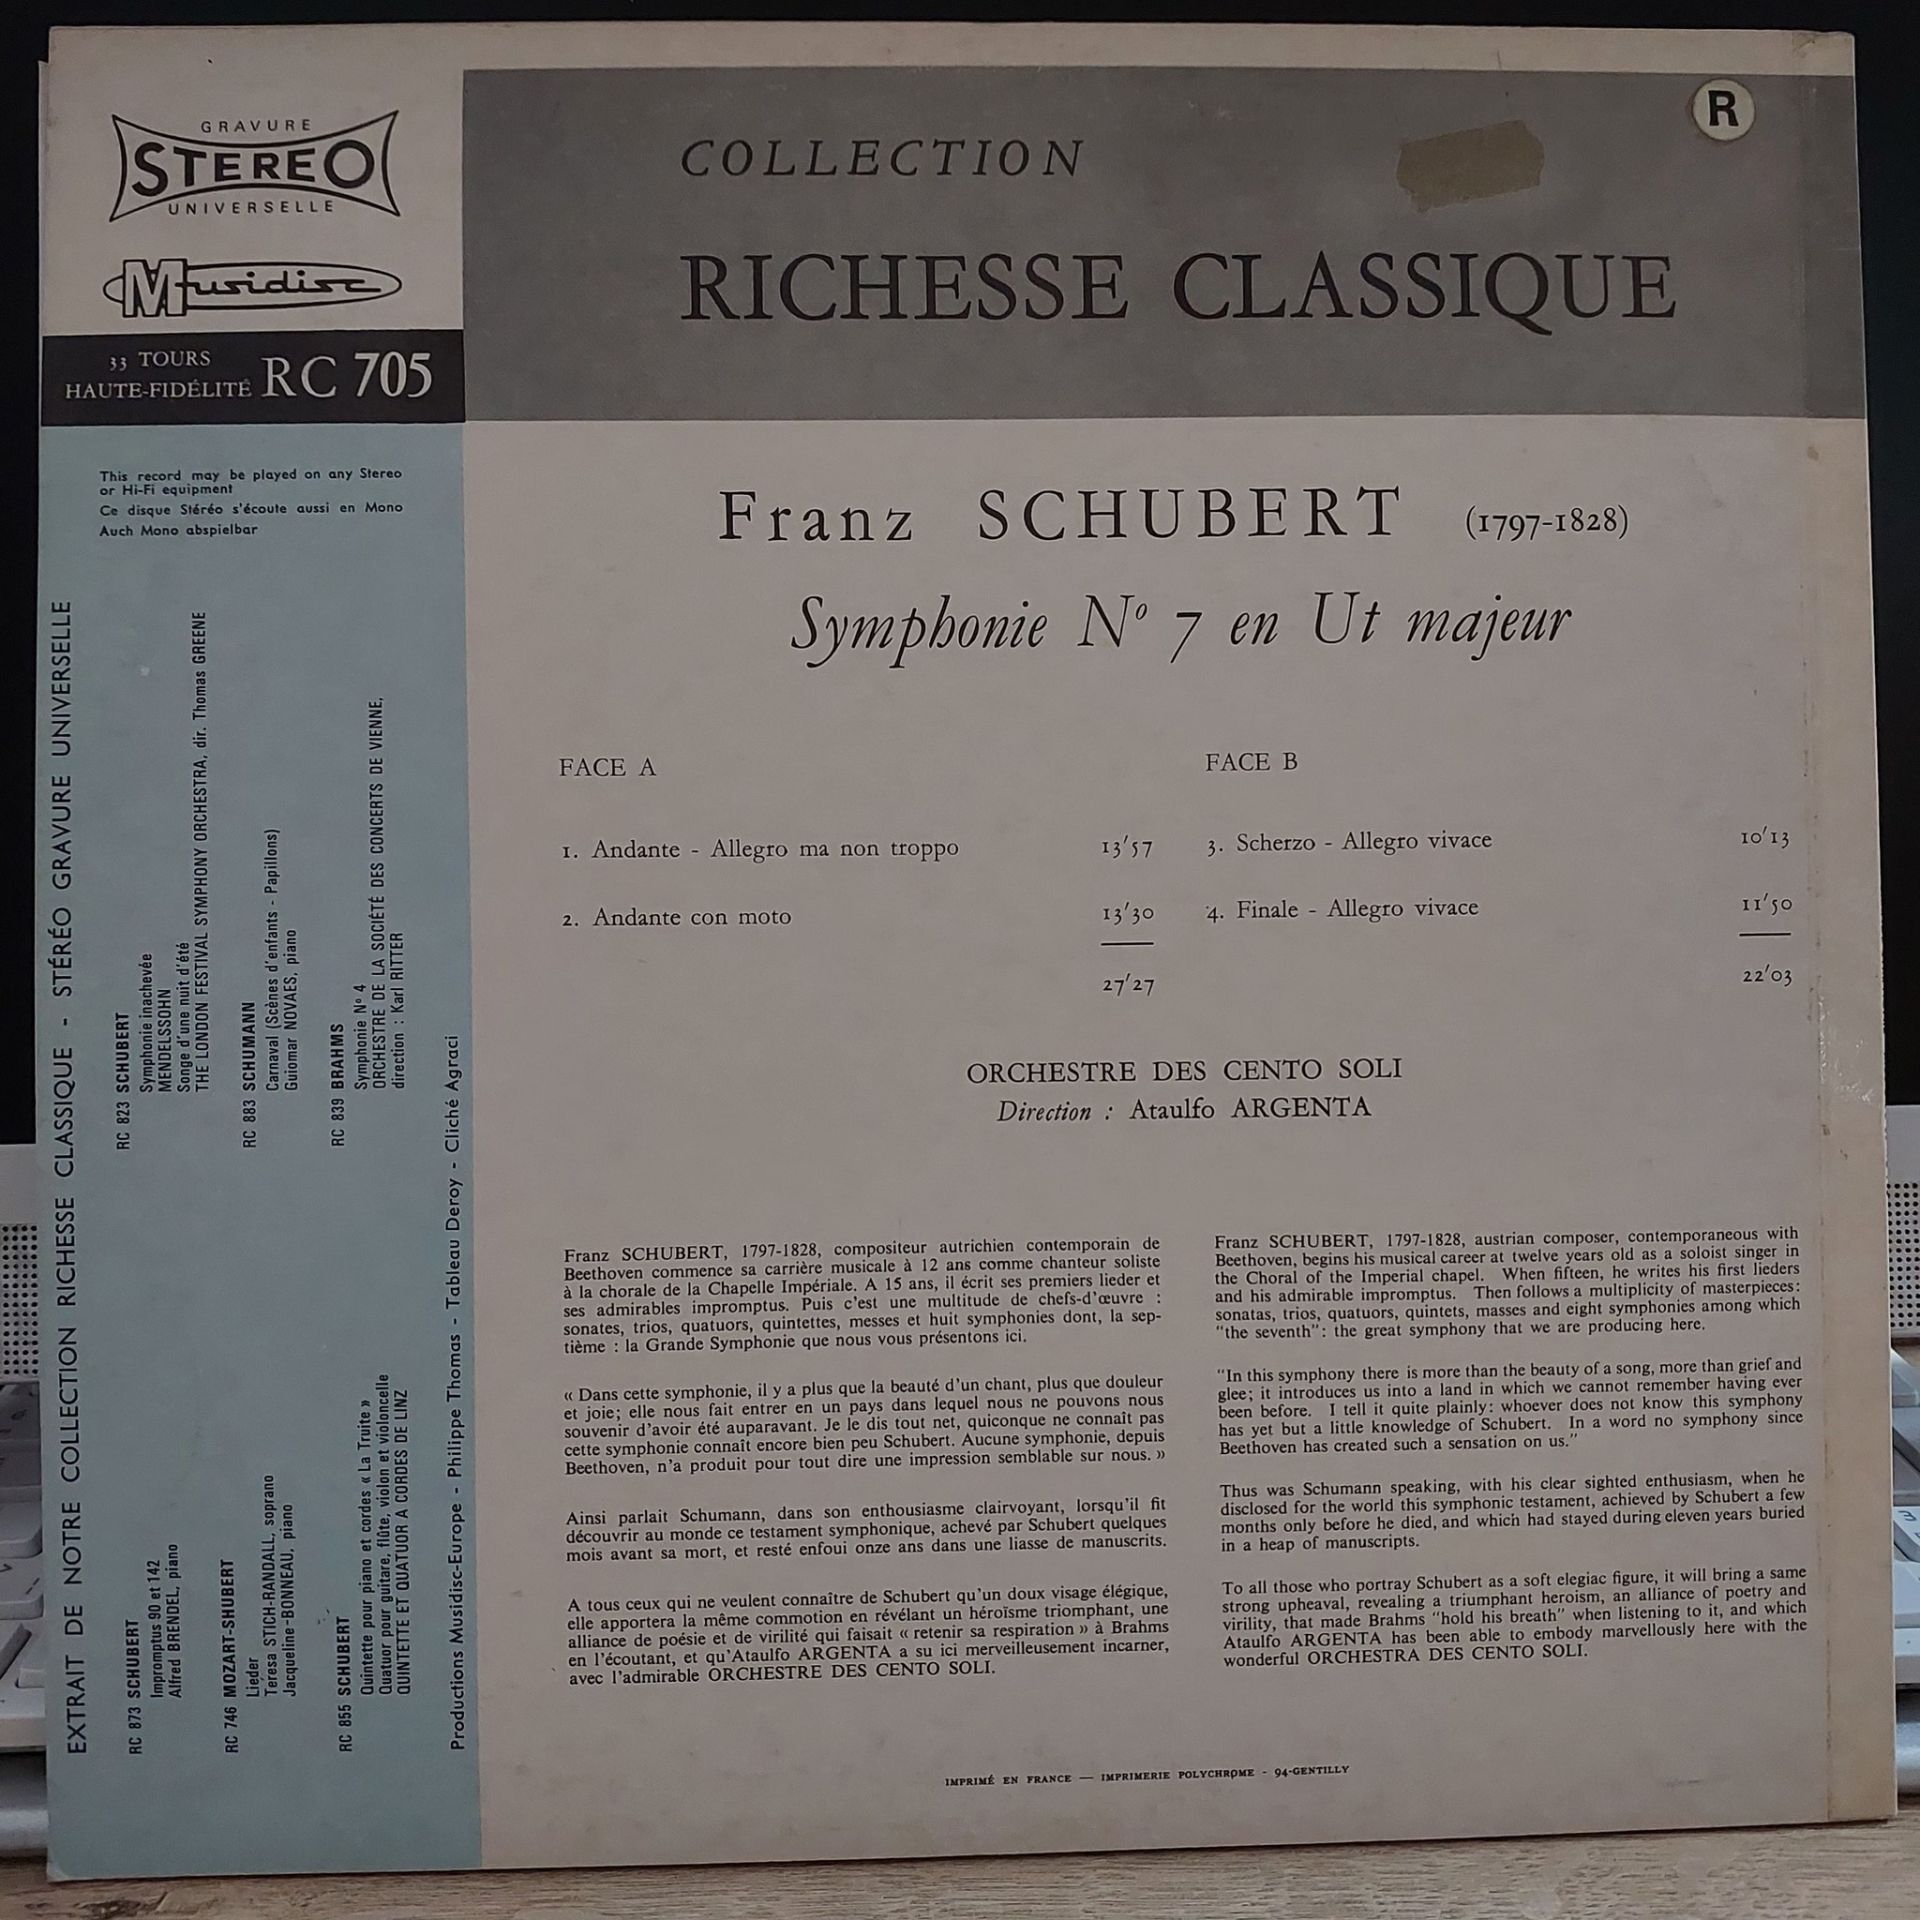 GRAVURE
STEREO
UNIVERSELLE
Musidisc
33 TOURS
HAUTE-FIDÉLITÉ RC 705
COLLECTION
RICHESSE CLASSIQUE
R
This record may be played on any Stereo
or Hi-Fi equipment
Ce disque Stéréo s'écoute aussi en Mono
Auch Mono abspielbar
EXTRAIT DE NOTRE COLLECTION RICHESSE CLASSIQUE - STÉRÉO GRAVURE UNIVERSELLE
RC 823 SCHUBERT
Symphonie inachevée
MENDELSSOHN
Songe d'une nuit d'été
THE LONDON FESTIVAL SYMPHONY ORCHESTRA, dir. Thomas GREENE
RC 883 SCHUMANN
Carnaval (Scènes d'enfants - Papillons)
Guiomar NOVAES, piano
RC 839 BRAHMS
Symphonie N° 4
ORCHESTRE DE LA SOCIÉTÉ DES CONCERTS DE VIENNE,
direction : Karl RITTER
RC 873 SCHUBERT
Impromptus 90 et 142
Alfred BRENDEL, piano
RC 746 MOZART-SHUBERT
Lieder
Teresa STICH-RANDALL, soprano
Jacqueline-BONNEAU, piano
RC 855 SCHUBERT
Quintette pour piano et cordes « La Truite »
Quatuor pour guitare, flûte, violon et violoncelle
QUINTETTE ET QUATUOR A CORDES DE LINZ
Productions Musidisc-Europe - Philippe Thomas - Tableau Deroy - Cliché Agraci
Franz SCHUBERT (1797-1828)
Symphonie N° 7 en Ut majeur
FACE A
1. Andante - Allegro ma non troppo 13'57
2. Andante con moto 13'30
27'27
FACE B
3. Scherzo - Allegro vivace 10'13
4. Finale - Allegro vivace 11'50
22'03
ORCHESTRE DES CENTO SOLI
Direction : Ataulfo ARGENTA
Franz SCHUBERT, 1797-1828, compositeur autrichien contemporain de
Beethoven commence sa carrière musicale à 12 ans comme chanteur soliste
à la chorale de la Chapelle Impériale. A 15 ans, il écrit ses premiers lieder et
ses admirables impromptus. Puis c'est une multitude de chefs-d'œuvre :
sonates, trios, quatuors, quintettes, messes et huit symphonies dont, la sep-
tième : la Grande Symphonie que nous vous présentons ici.
« Dans cette symphonie, il y a plus que la beauté d'un chant, plus que douleur
et joie; elle nous fait entrer en un pays dans lequel nous ne pouvons nous
souvenir d'avoir été auparavant. Je le dis tout net, quiconque ne connaît pas
cette symphonie connaît encore bien peu Schubert. Aucune symphonie, depuis
Beethoven, n'a produit pour tout dire une impression semblable sur nous. »
Ainsi parlait Schumann, dans son enthousiasme clairvoyant, lorsqu'il fit
découvrir au monde ce testament symphonique, achevé par Schubert quelques
mois avant sa mort, et resté enfoui onze ans dans une liasse de manuscrits.
A tous ceux qui ne veulent connaître de Schubert qu'un doux visage élégique,
elle apportera la même commotion en révélant un héroïsme triomphant, une
alliance de poésie et de virilité qui faisait « retenir sa respiration » à Brahms
en l'écoutant, et qu'Ataulfo ARGENTA a su ici merveilleusement incarner,
avec l'admirable ORCHESTRE DES CENTO SOLI.
Franz SCHUBERT, 1797-1828, austrian composer, contemporaneous with
Beethoven, begins his musical career at twelve years old as a soloist singer in
the Choral of the Imperial chapel. When fifteen, he writes his first lieders
and his admirable impromptus. Then follows a multiplicity of masterpieces:
sonatas, trios, quatuors, quintets, masses and eight symphonies among which
"the seventh": the great symphony that we are producing here.
"In this symphony there is more than the beauty of a song, more than grief and
glee; it introduces us into a land in which we cannot remember having ever
been before. I tell it quite plainly: whoever does not know this symphony
has yet but a little knowledge of Schubert. In a word no symphony since
Beethoven has created such a sensation on us."
Thus was Schumann speaking, with his clear sighted enthusiasm, when he
disclosed for the world this symphonic testament, achieved by Schubert a few
months only before he died, and which had stayed during eleven years buried
in a heap of manuscripts.
To all those who portray Schubert as a soft elegiac figure, it will bring a same
strong upheaval, revealing a triumphant heroism, an alliance of poetry and
virility, that made Brahms "hold his breath" when listening to it, and which
Ataulfo ARGENTA has been able to embody marvellously here with the
wonderful ORCHESTRA DES CENTO SOLI.
IMPRIMÉ EN FRANCE — IMPRIMERIE POLYCHROME - 94-GENTILLY